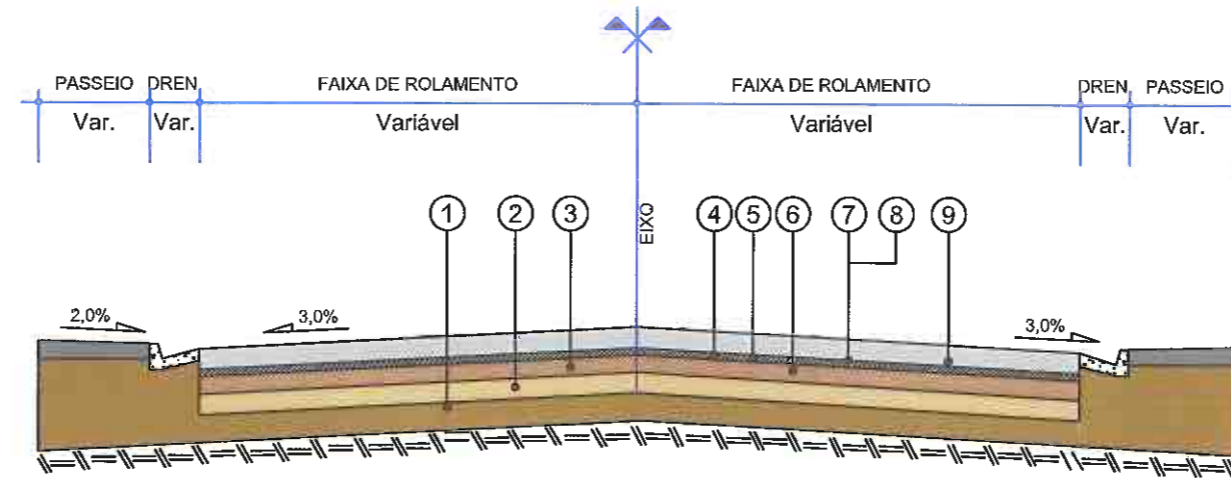 PASSEIO DREN FAIXA DE ROLAMENTO FAIXA DE ROLAMENTO DREN PASSEIO
Var. Var. Variável Variável Var. Var.
1 2 3 4 5 6 7 8 9
EIXO
2,0% 3,0% 3,0%